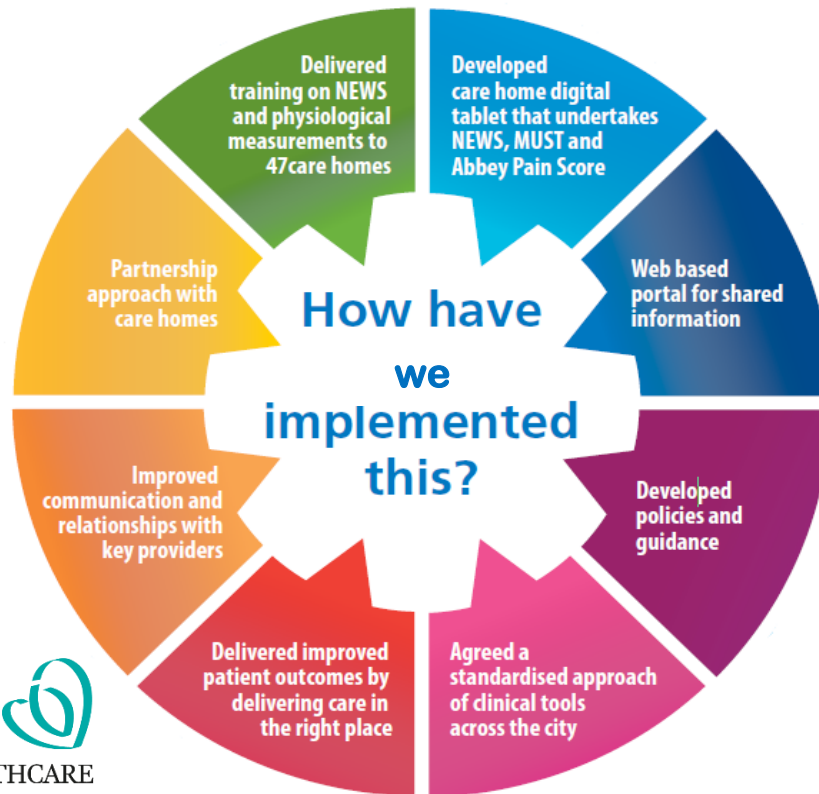 How have
we
implemented
this?
Developed
care home digital
tablet that undertakes
NEWS, MUST and
Abbey Pain Score
Web based
portal for shared
information
Developed
policies and
guidance
Agreed a
standardised approach
of clinical tools
across the city
Delivered improved
patient outcomes by
delivering care in
the right place
Improved
communication and
relationships with
key providers
Partnership
approach with
care homes
Delivered
training on NEWS
and physiological
measurements to
47care homes
THCARE